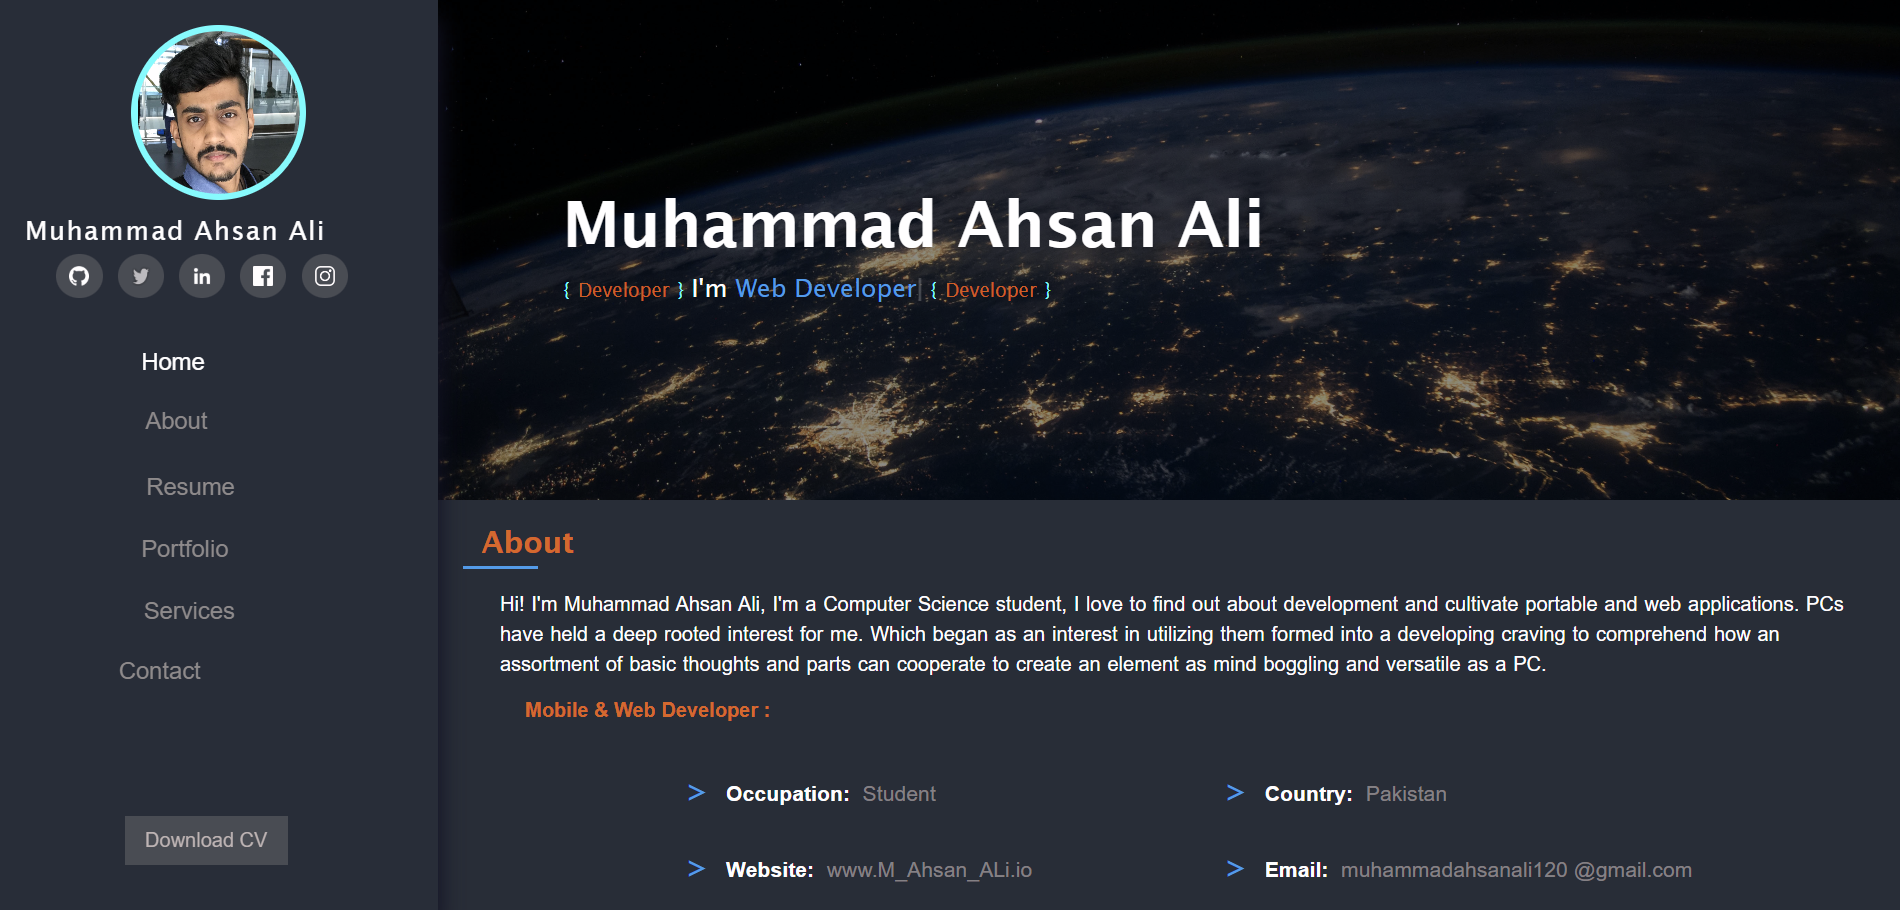 Muhammad Ahsan Ali
Home
About
Resume
Portfolio
Services
Contact
Download CV
Muhammad Ahsan Ali
{ Developer } I'm Web Developer| { Developer }
About
Hi! I'm Muhammad Ahsan Ali, I'm a Computer Science student, I love to find out about development and cultivate portable and web applications. PCs
have held a deep rooted interest for me. Which began as an interest in utilizing them formed into a developing craving to comprehend how an
assortment of basic thoughts and parts can cooperate to create an element as mind boggling and versatile as a PC.
Mobile & Web Developer :
> Occupation: Student
> Country: Pakistan
> Website: www.M_Ahsan_ALi.io
> Email: muhammadahsanali120 @gmail.com